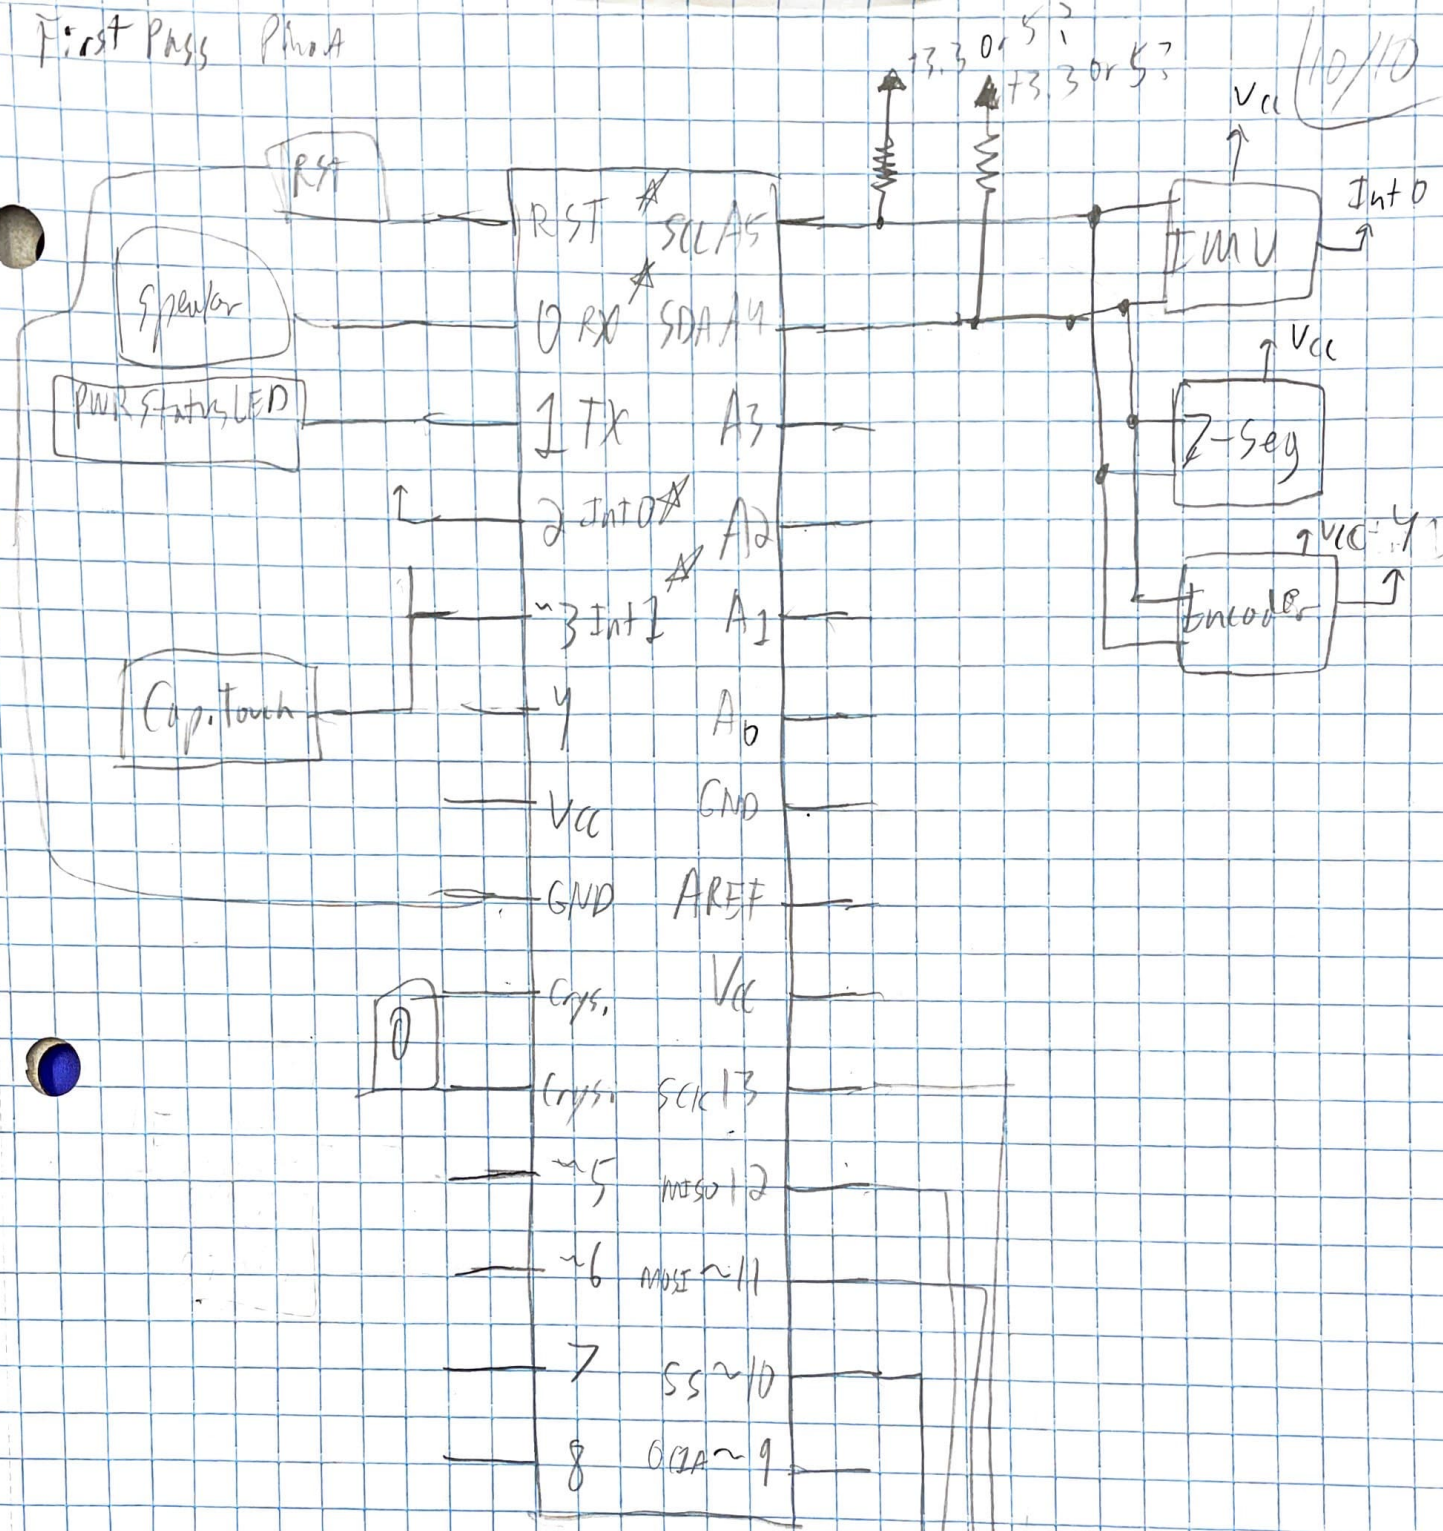 First Pass Pinout
10/10
+3.3 or 5?
+3.3 or 5?
Vcc
RST
RST
SCL A5
IMU
Int 0
Speaker
0 RX
SDA A4
Vcc
PWR Status LED
1 TX
A3
7-Seg
2 Int0
A2
Vcc
4
~3 Int1
A1
Encoder
Cap. Touch
4
A0
Vcc
GND
GND
AREF
Crys.
Vcc
Crys.
SCK 13
~5
MISO 12
~6
MOSI ~11
7
SS ~10
8
OC1A ~9